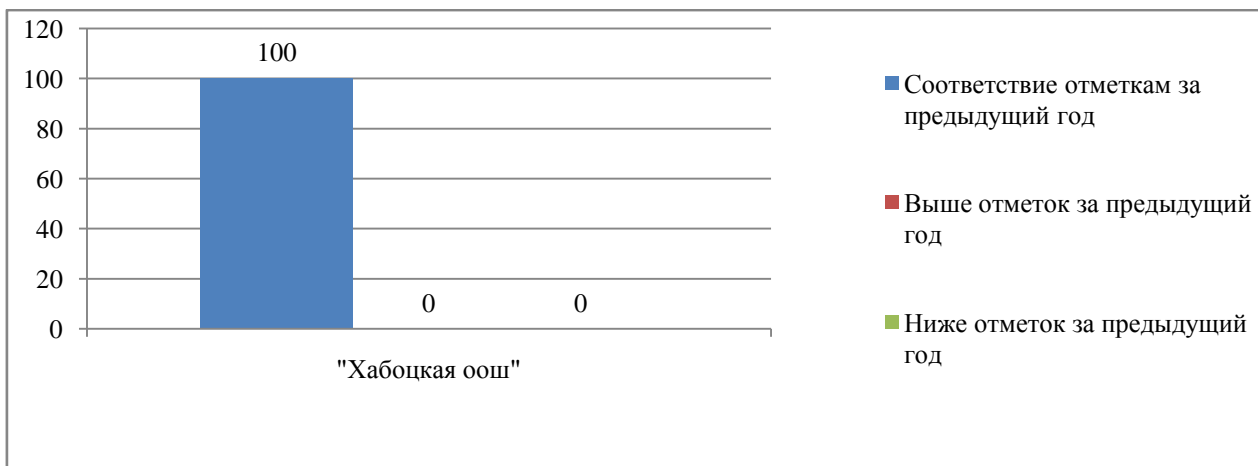 120
100
80
60
40
20
0
100
0
0
"Хабоцкая оош"
Соответствие отметкам за
предыдущий год
Выше отметок за предыдущий
год
Ниже отметок за предыдущий
год